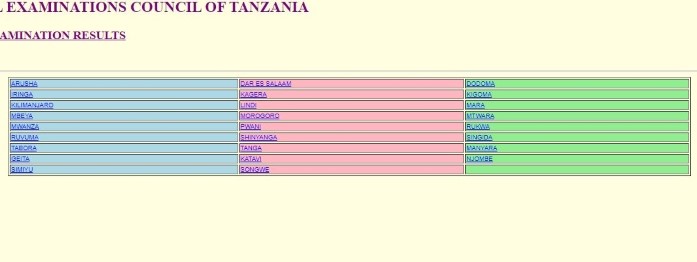 EXAMINATIONS COUNCIL OF TANZANIA
AMINATION RESULTS
ARUSHA DAR ES SALAAM DODOMA
IRINGA KAGERA KIGOMA
KILIMANJARO LINDI MARA
MBEYA MOROGORO MTWARA
MWANZA PWANI RUKWA
RUVUMA SHINYANGA SINGIDA
TABORA TANGA MANYARA
GEITA KATAVI NJOMBE
SIMIYU SONGWE